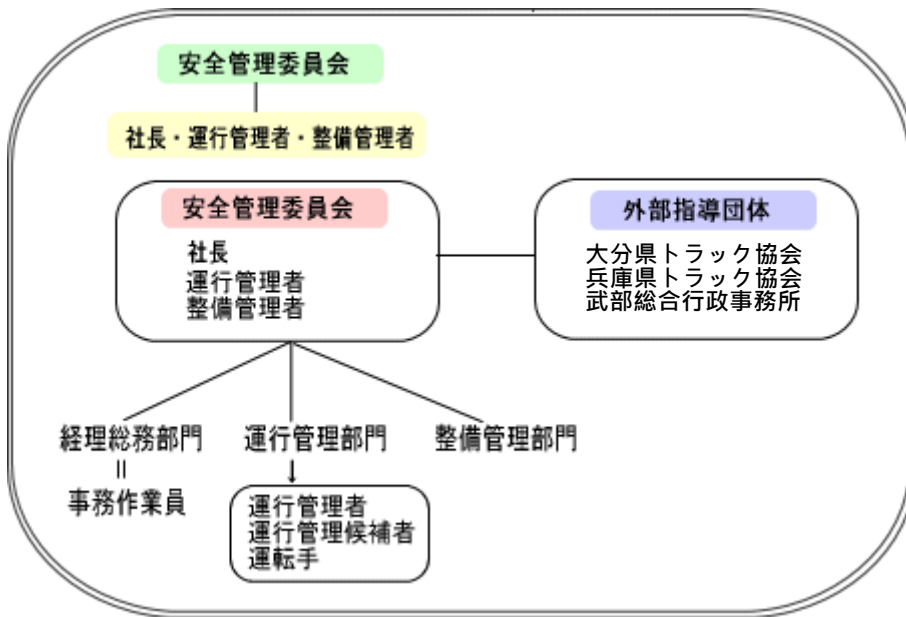 安全管理委員会
社長・運行管理者・整備管理者
安全管理委員会
社長
運行管理者
整備管理者
外部指導団体
大分県トラック協会
兵庫県トラック協会
武部総合行政事務所
経理総務部門
=
事務作業員
運行管理部門
運行管理者
運行管理候補者
運転手
整備管理部門